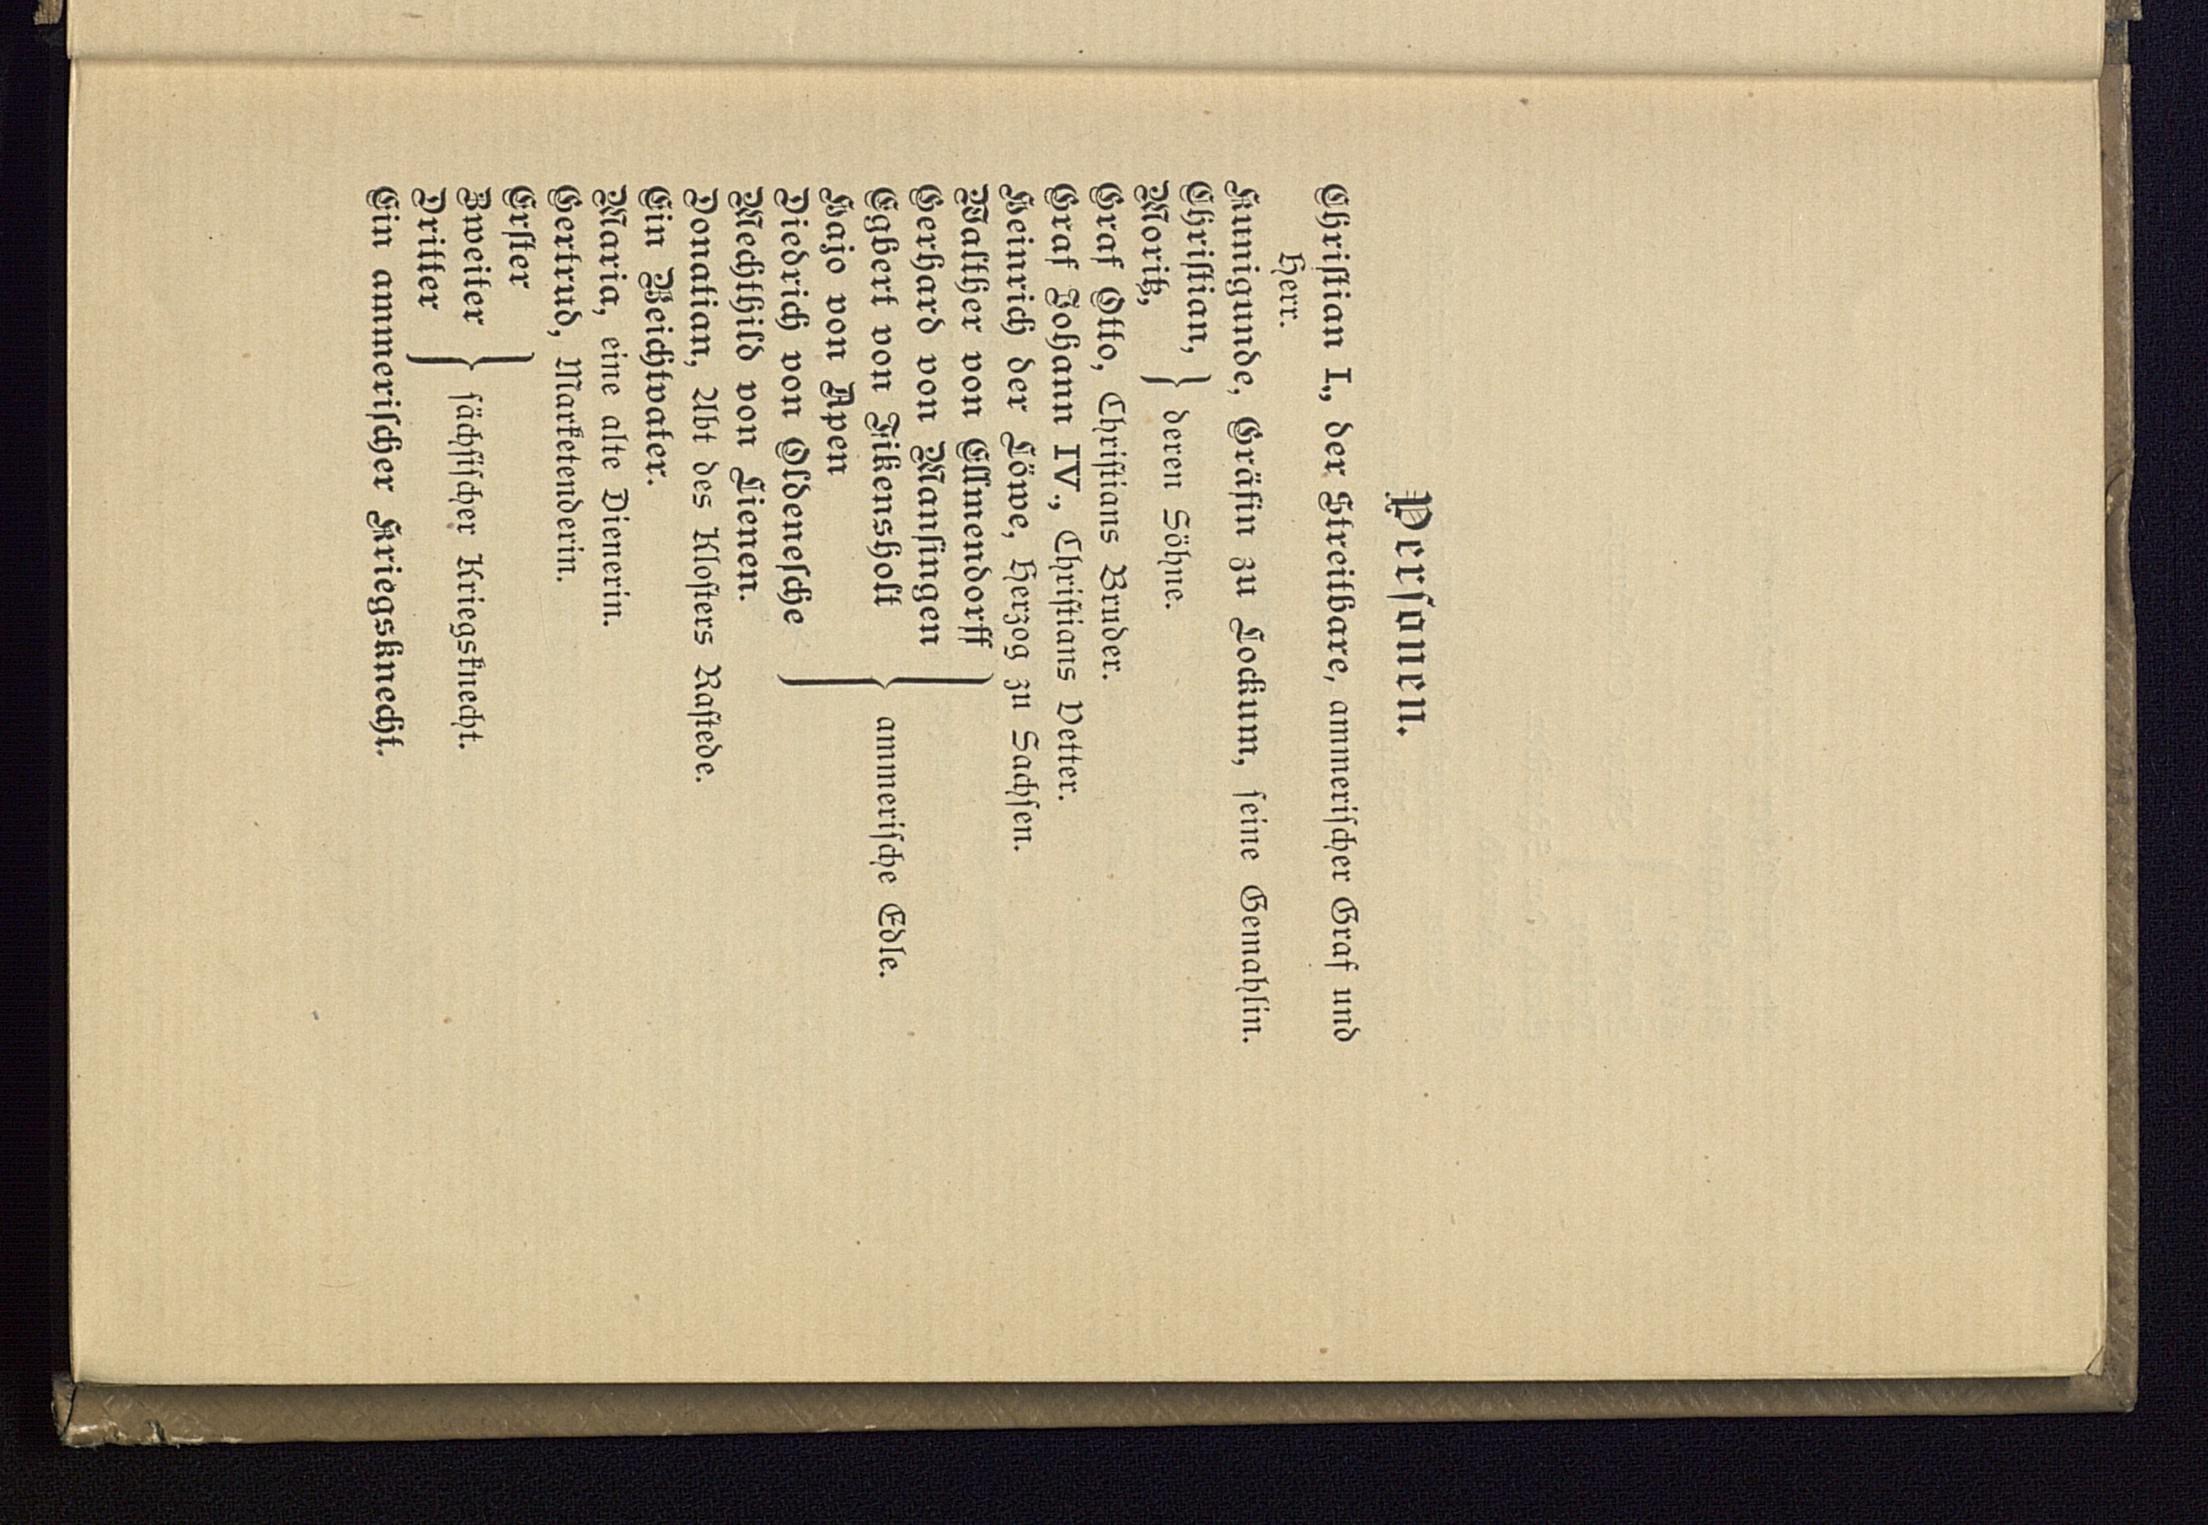 Personen.
Christian I., der Streitbare, ammerischer Graf und
Herr.
Kunigunde, Gräfin zu Lockum, seine Gemahlin.
Christian,
Moritz,
} deren Söhne.
Graf Otto, Christians Bruder.
Graf Johann IV., Christians Vetter.
Heinrich der Löwe, Herzog zu Sachsen.
Walther von Elmendorff
Gerhard von Mansingen
Egbert von Fikensholt
Hajo von Apen
Diedrich von Oldenesche
} ammerische Edle.
Mechthild von Lienen.
Donatian, Abt des Klosters Rastede.
Ein Beichtvater.
Maria, eine alte Dienerin.
Gertrud, Marketenderin.
Erster
Zweiter
Dritter
} sächsischer Kriegsknecht.
Ein ammerischer Kriegsknecht.